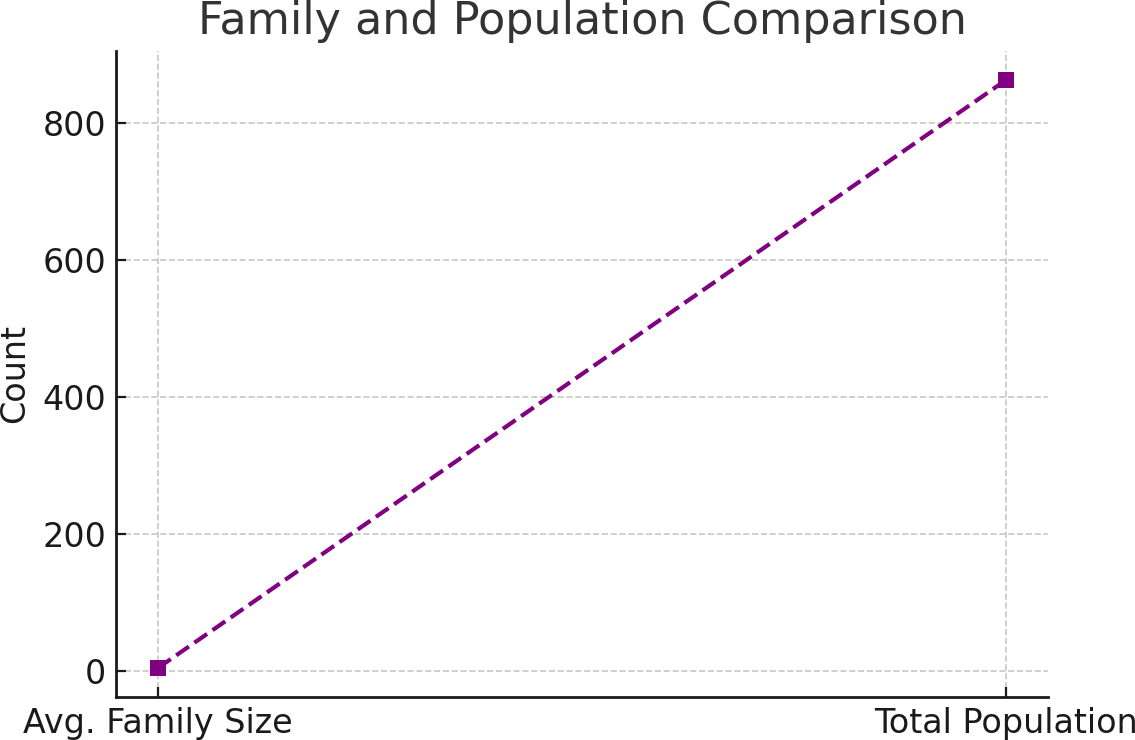 Family and Population Comparison
Count
800
600
400
200
0
Avg. Family Size
Total Population